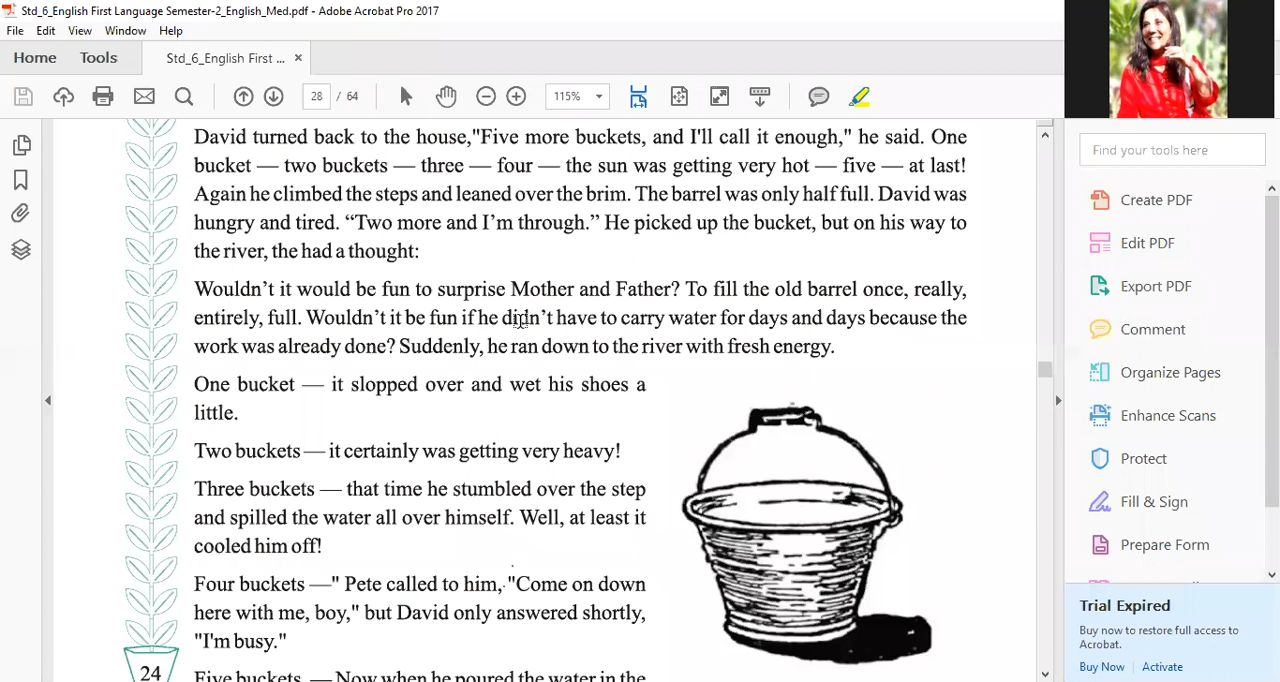 Std_6_English First Language Semester-2_English_Med.pdf - Adobe Acrobat Pro 2017
File Edit View Window Help
Home Tools Std_6_English First ... ×
28 / 64 115%
David turned back to the house,"Five more buckets, and I'll call it enough," he said. One
bucket — two buckets — three — four — the sun was getting very hot — five — at last!
Again he climbed the steps and leaned over the brim. The barrel was only half full. David was
hungry and tired. “Two more and I’m through.” He picked up the bucket, but on his way to
the river, the had a thought:
Wouldn’t it would be fun to surprise Mother and Father? To fill the old barrel once, really,
entirely, full. Wouldn’t it be fun if he didn’t have to carry water for days and days because the
work was already done? Suddenly, he ran down to the river with fresh energy.
One bucket — it slopped over and wet his shoes a
little.
Two buckets — it certainly was getting very heavy!
Three buckets — that time he stumbled over the step
and spilled the water all over himself. Well, at least it
cooled him off!
Four buckets —" Pete called to him, "Come on down
here with me, boy," but David only answered shortly,
"I'm busy."
Five buckets — Now when he poured the water in the
24
Find your tools here
Create PDF
Edit PDF
Export PDF
Comment
Organize Pages
Enhance Scans
Protect
Fill & Sign
Prepare Form
Trial Expired
Buy now to restore full access to
Acrobat.
Buy Now Activate